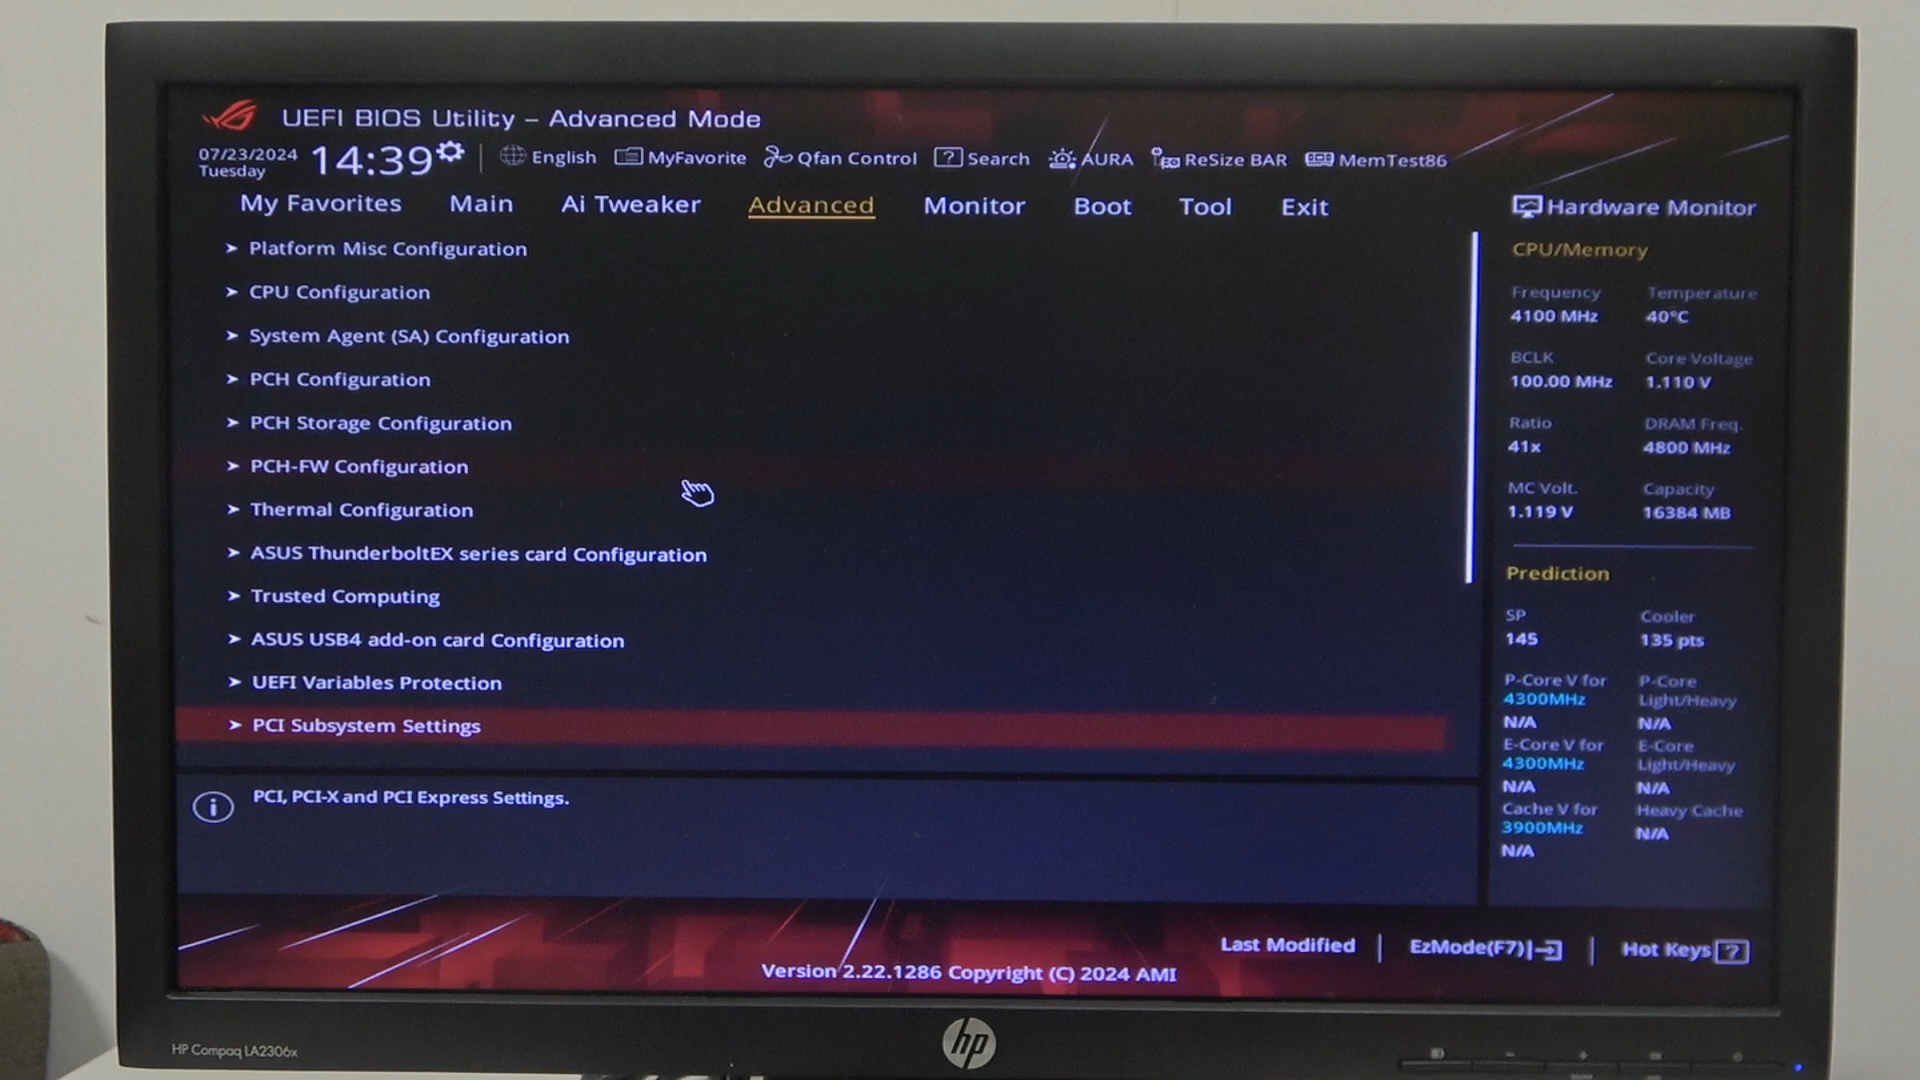 UEFI BIOS Utility – Advanced Mode
07/23/2024
Tuesday
14:39
English
MyFavorite
Qfan Control
? Search
AURA
ReSize BAR
MemTest86
My Favorites
Main
Ai Tweaker
Advanced
Monitor
Boot
Tool
Exit
Platform Misc Configuration
CPU Configuration
System Agent (SA) Configuration
PCH Configuration
PCH Storage Configuration
PCH-FW Configuration
Thermal Configuration
ASUS ThunderboltEX series card Configuration
Trusted Computing
ASUS USB4 add-on card Configuration
UEFI Variables Protection
PCI Subsystem Settings
i
PCI, PCI-X and PCI Express Settings.
Hardware Monitor
CPU/Memory
Frequency Temperature
4100 MHz 40°C
BCLK Core Voltage
100.00 MHz 1.110 V
Ratio DRAM Freq.
41x 4800 MHz
MC Volt. Capacity
1.119 V 16384 MB
Prediction
SP Cooler
145 135 pts
P-Core V for P-Core
4300MHz Light/Heavy
N/A N/A
E-Core V for E-Core
4300MHz Light/Heavy
N/A N/A
Cache V for Heavy Cache
3900MHz N/A
N/A
Last Modified
EzMode(F7)
Hot Keys ?
Version 2.22.1286 Copyright (C) 2024 AMI
hp
HP Compaq LA2306x